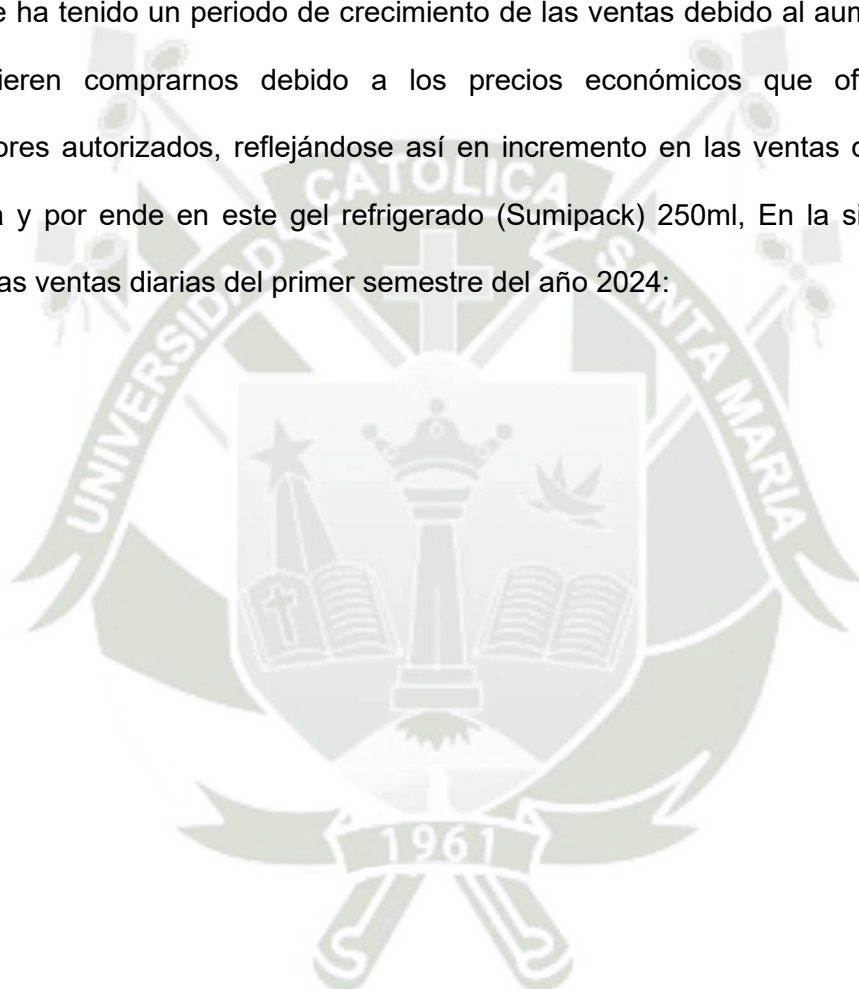 e ha tenido un periodo de crecimiento de las ventas debido al aum
ieren comprarnos debido a los precios económicos que of
ores autorizados, reflejándose así en incremento en las ventas
a y por ende en este gel refrigerado (Sumipack) 250ml, En la si
as ventas diarias del primer semestre del año 2024:
UNIVERSIDAD CATOLICA SANTA MARIA
1961